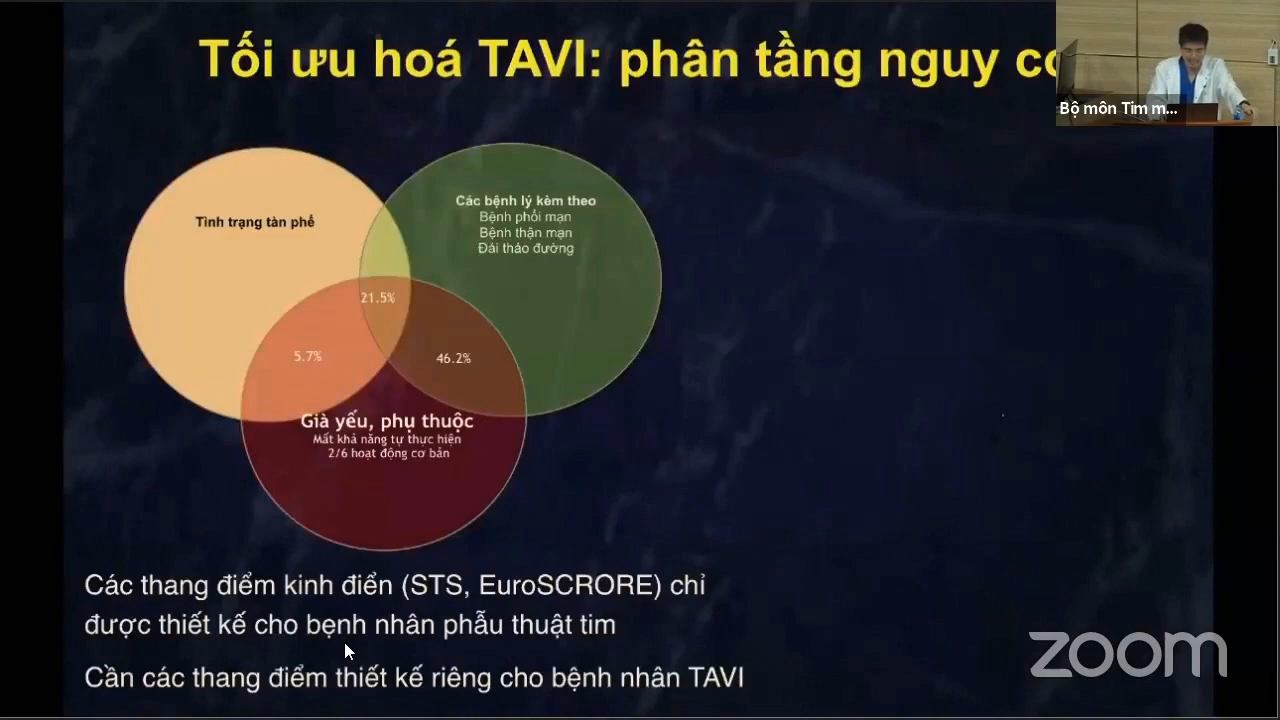 Tối ưu hoá TAVI: phân tầng nguy cơ
Bộ môn Tim m...
Tình trạng tàn phế
Các bệnh lý kèm theo
Bệnh phổi mạn
Bệnh thận mạn
Đái tháo đường
21.5%
5.7%
46.2%
Già yếu, phụ thuộc
Mất khả năng tự thực hiện
2/6 hoạt động cơ bản
Các thang điểm kinh điển (STS, EuroSCRORE) chỉ
được thiết kế cho bẹnh nhân phẫu thuật tim
Cần các thang điểm thiết kế riêng cho bệnh nhân TAVI
zoom